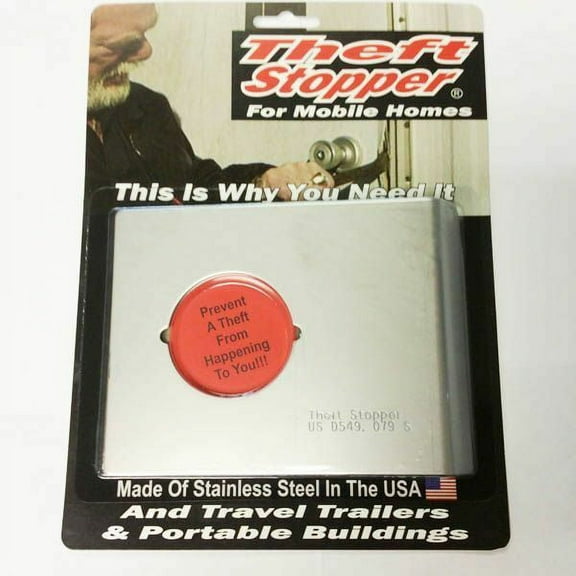 Theft
Stopper ®
For Mobile Homes
This Is Why You Need It
Prevent
A Theft
From
Happening
To You!!!
Theft Stopper
US D549, 079 S
Made Of Stainless Steel In The USA
And Travel Trailers
& Portable Buildings